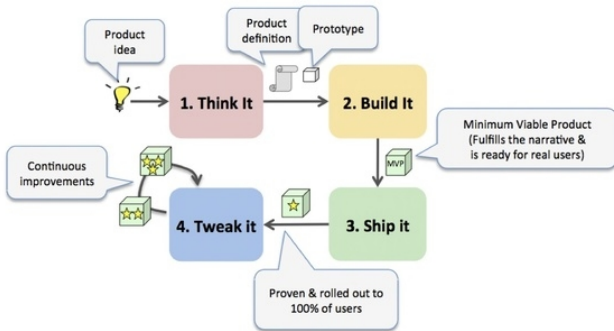 Product
idea
Product
definition
Prototype
1. Think It
2. Build It
Minimum Viable Product
(Fulfills the narrative &
is ready for real users)
MVP
Continuous
improvements
4. Tweak it
3. Ship it
Proven & rolled out to
100% of users